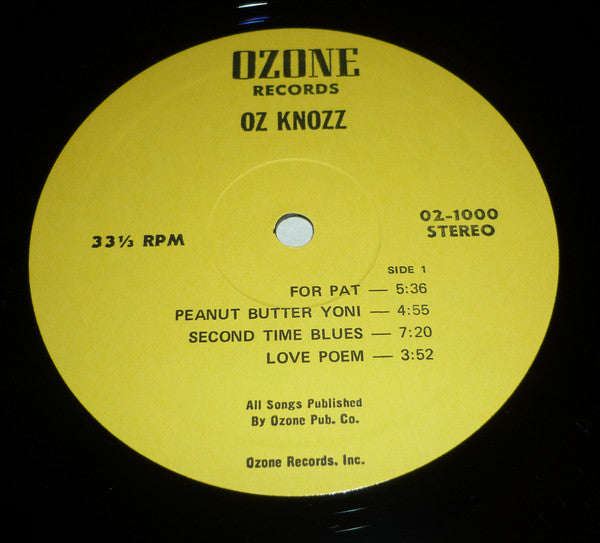 OZONE
RECORDS
OZ KNOZZ
33⅓ RPM
OZ-1000
STEREO
SIDE 1
FOR PAT — 5:36
PEANUT BUTTER YONI — 4:55
SECOND TIME BLUES — 7:20
LOVE POEM — 3:52
All Songs Published
By Ozone Pub. Co.
Ozone Records, Inc.